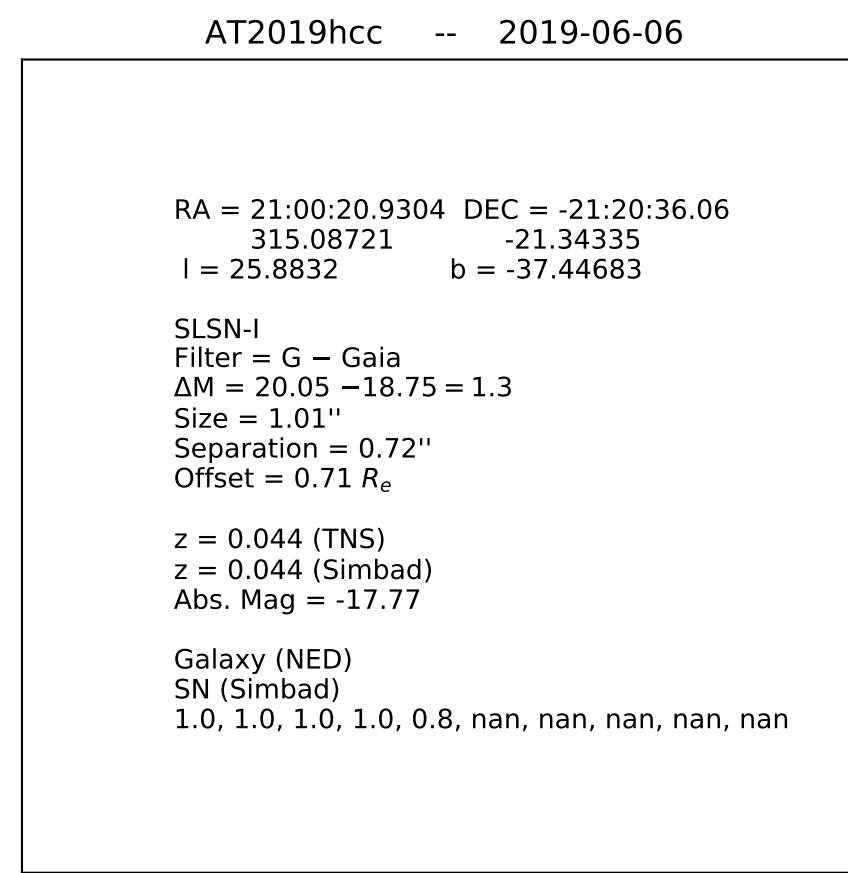 AT2019hcc -- 2019-06-06
RA = 21:00:20.9304 DEC = -21:20:36.06
315.08721 -21.34335
l = 25.8832 b = -37.44683
SLSN-I
Filter = G − Gaia
ΔM = 20.05 −18.75 = 1.3
Size = 1.01''
Separation = 0.72''
Offset = 0.71 Rₑ
z = 0.044 (TNS)
z = 0.044 (Simbad)
Abs. Mag = -17.77
Galaxy (NED)
SN (Simbad)
1.0, 1.0, 1.0, 1.0, 0.8, nan, nan, nan, nan, nan